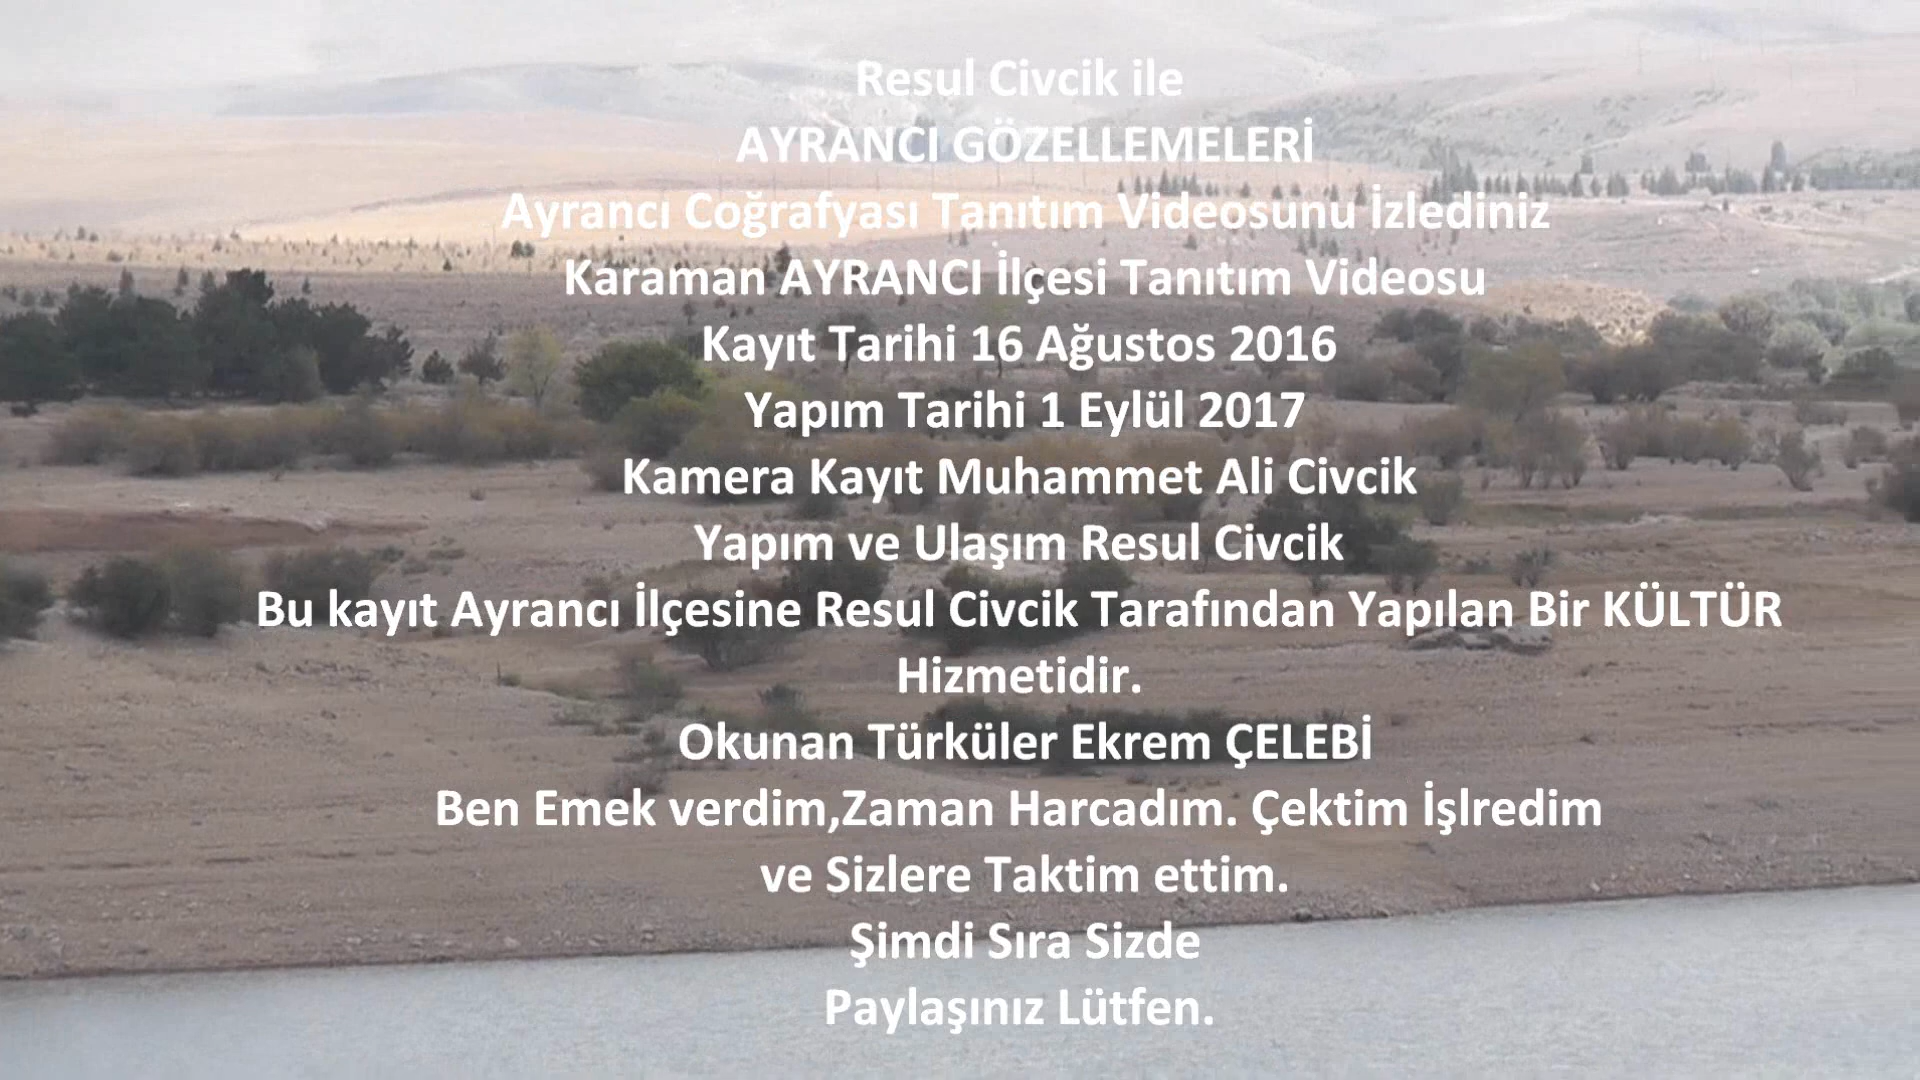 Resul Civcik ile
AYRANCI GÖZELLEMELERİ
Ayrancı Coğrafyası Tanıtım Videosunu İzlediniz
Karaman AYRANCI İlçesi Tanıtım Videosu
Kayıt Tarihi 16 Ağustos 2016
Yapım Tarihi 1 Eylül 2017
Kamera Kayıt Muhammet Ali Civcik
Yapım ve Ulaşım Resul Civcik
Bu kayıt Ayrancı İlçesine Resul Civcik Tarafından Yapılan Bir KÜLTÜR
Hizmetidir.
Okunan Türküler Ekrem ÇELEBİ
Ben Emek verdim,Zaman Harcadım. Çektim İşlredim
ve Sizlere Taktim ettim.
Şimdi Sıra Sizde
Paylaşınız Lütfen.